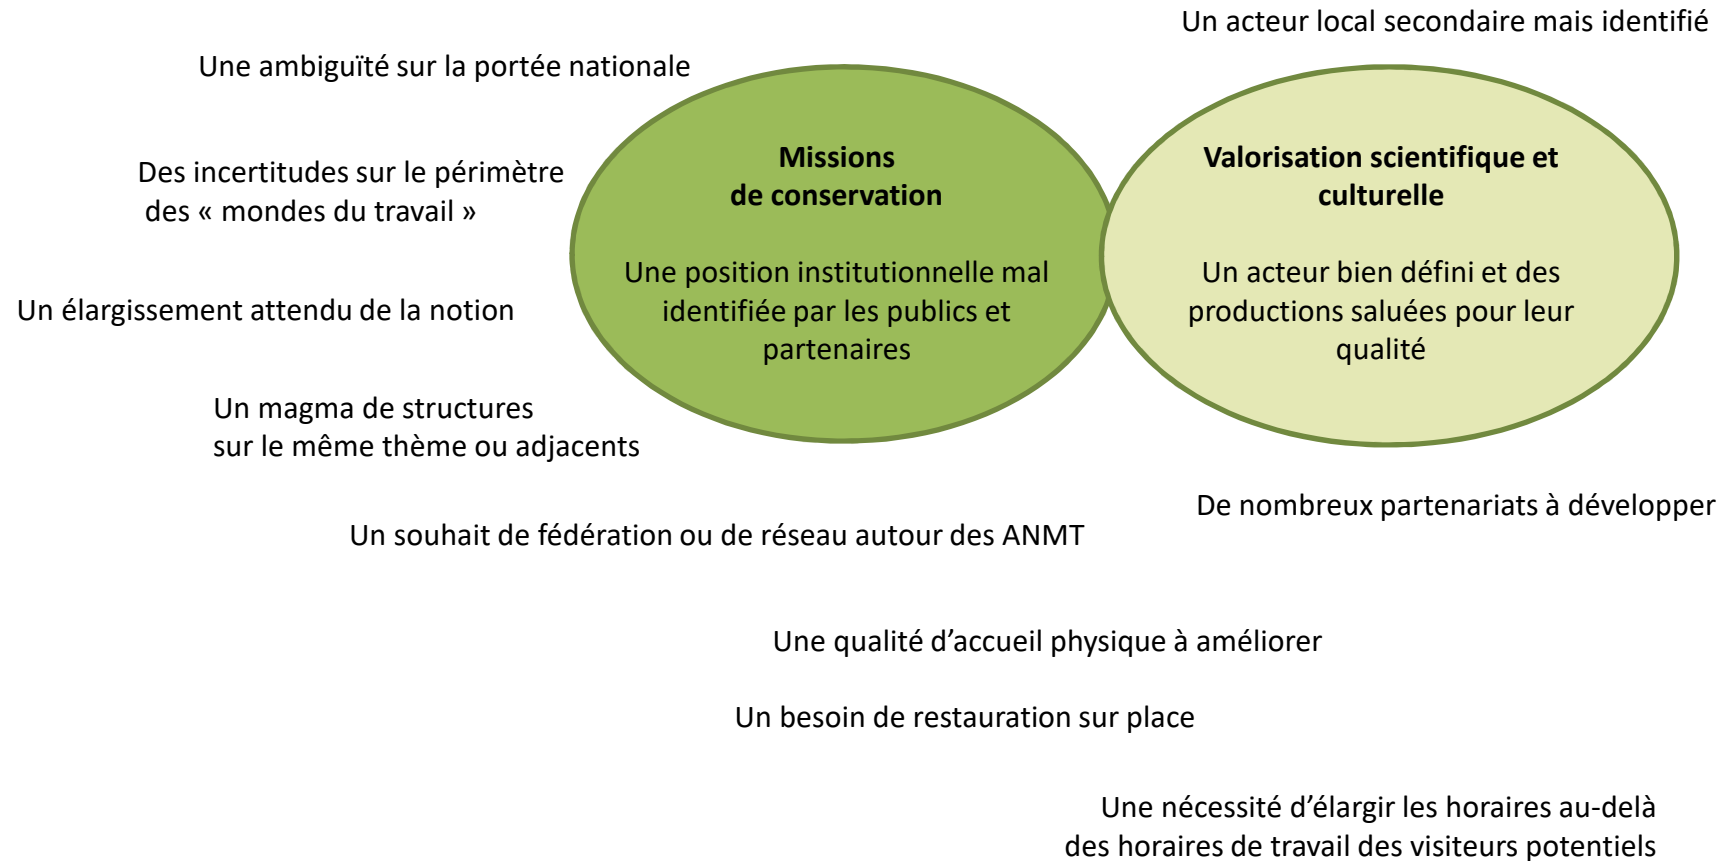 Un acteur local secondaire mais identifié
Une ambiguïté sur la portée nationale
Des incertitudes sur le périmètre
des « mondes du travail »
Un élargissement attendu de la notion
Un magma de structures
sur le même thème ou adjacents
Un souhait de fédération ou de réseau autour des ANMT
Missions
de conservation
Une position institutionnelle mal
identifiée par les publics et
partenaires
Valorisation scientifique et
culturelle
Un acteur bien défini et des
productions saluées pour leur
qualité
De nombreux partenariats à développer
Une qualité d’accueil physique à améliorer
Un besoin de restauration sur place
Une nécessité d’élargir les horaires au-delà
des horaires de travail des visiteurs potentiels